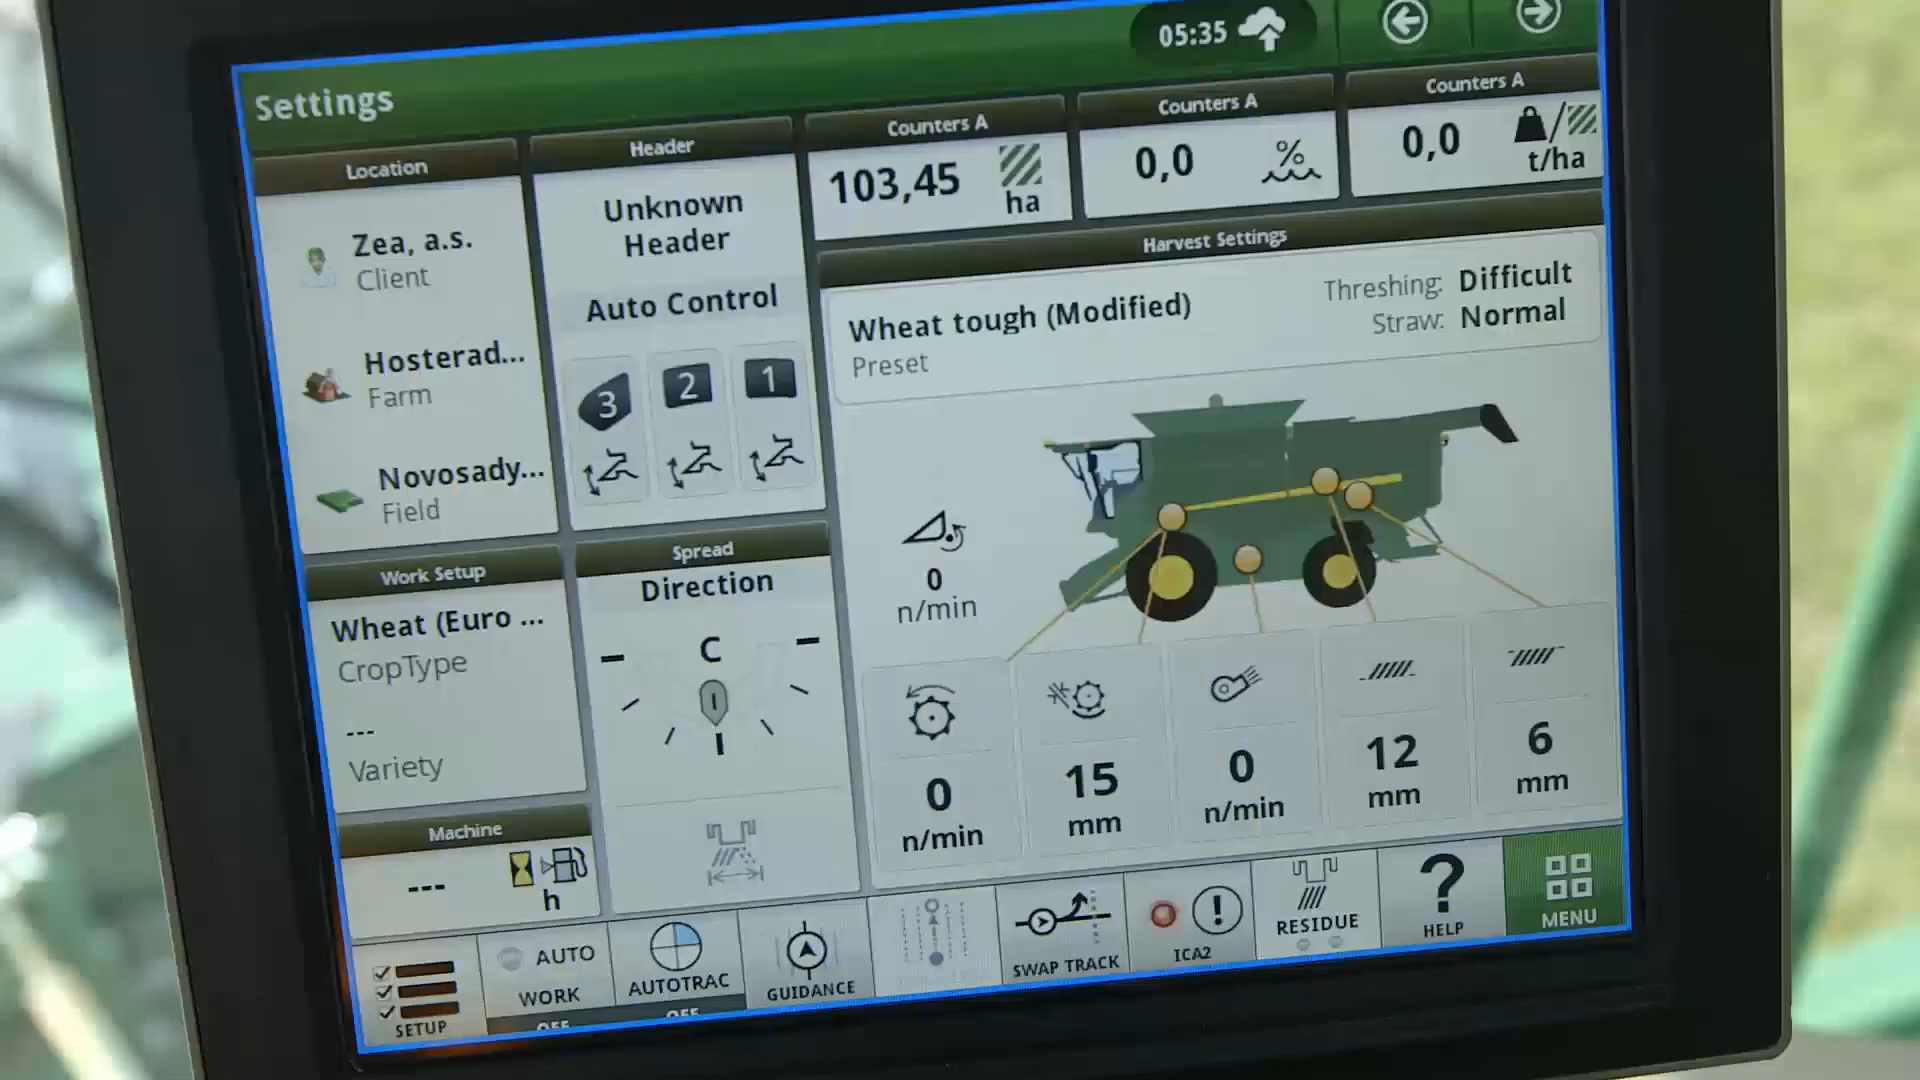 Settings
05:35
Location
Zea, a.s.
Client
Hosterad...
Farm
Novosady...
Field
Header
Unknown
Header
Auto Control
3 2 1
Counters A
103,45
ha
Counters A
0,0
%
Counters A
0,0
t/ha
Harvest Settings
Wheat tough (Modified)
Preset
Threshing: Difficult
Straw: Normal
0
n/min
0
n/min
15
mm
0
n/min
12
mm
6
mm
Work Setup
Wheat (Euro ...
CropType
---
Variety
Spread
Direction
C
Machine
---
h
SETUP
AUTO
WORK
OFF
AUTOTRAC
OFF
GUIDANCE
SWAP TRACK
ICA2
RESIDUE
HELP
MENU